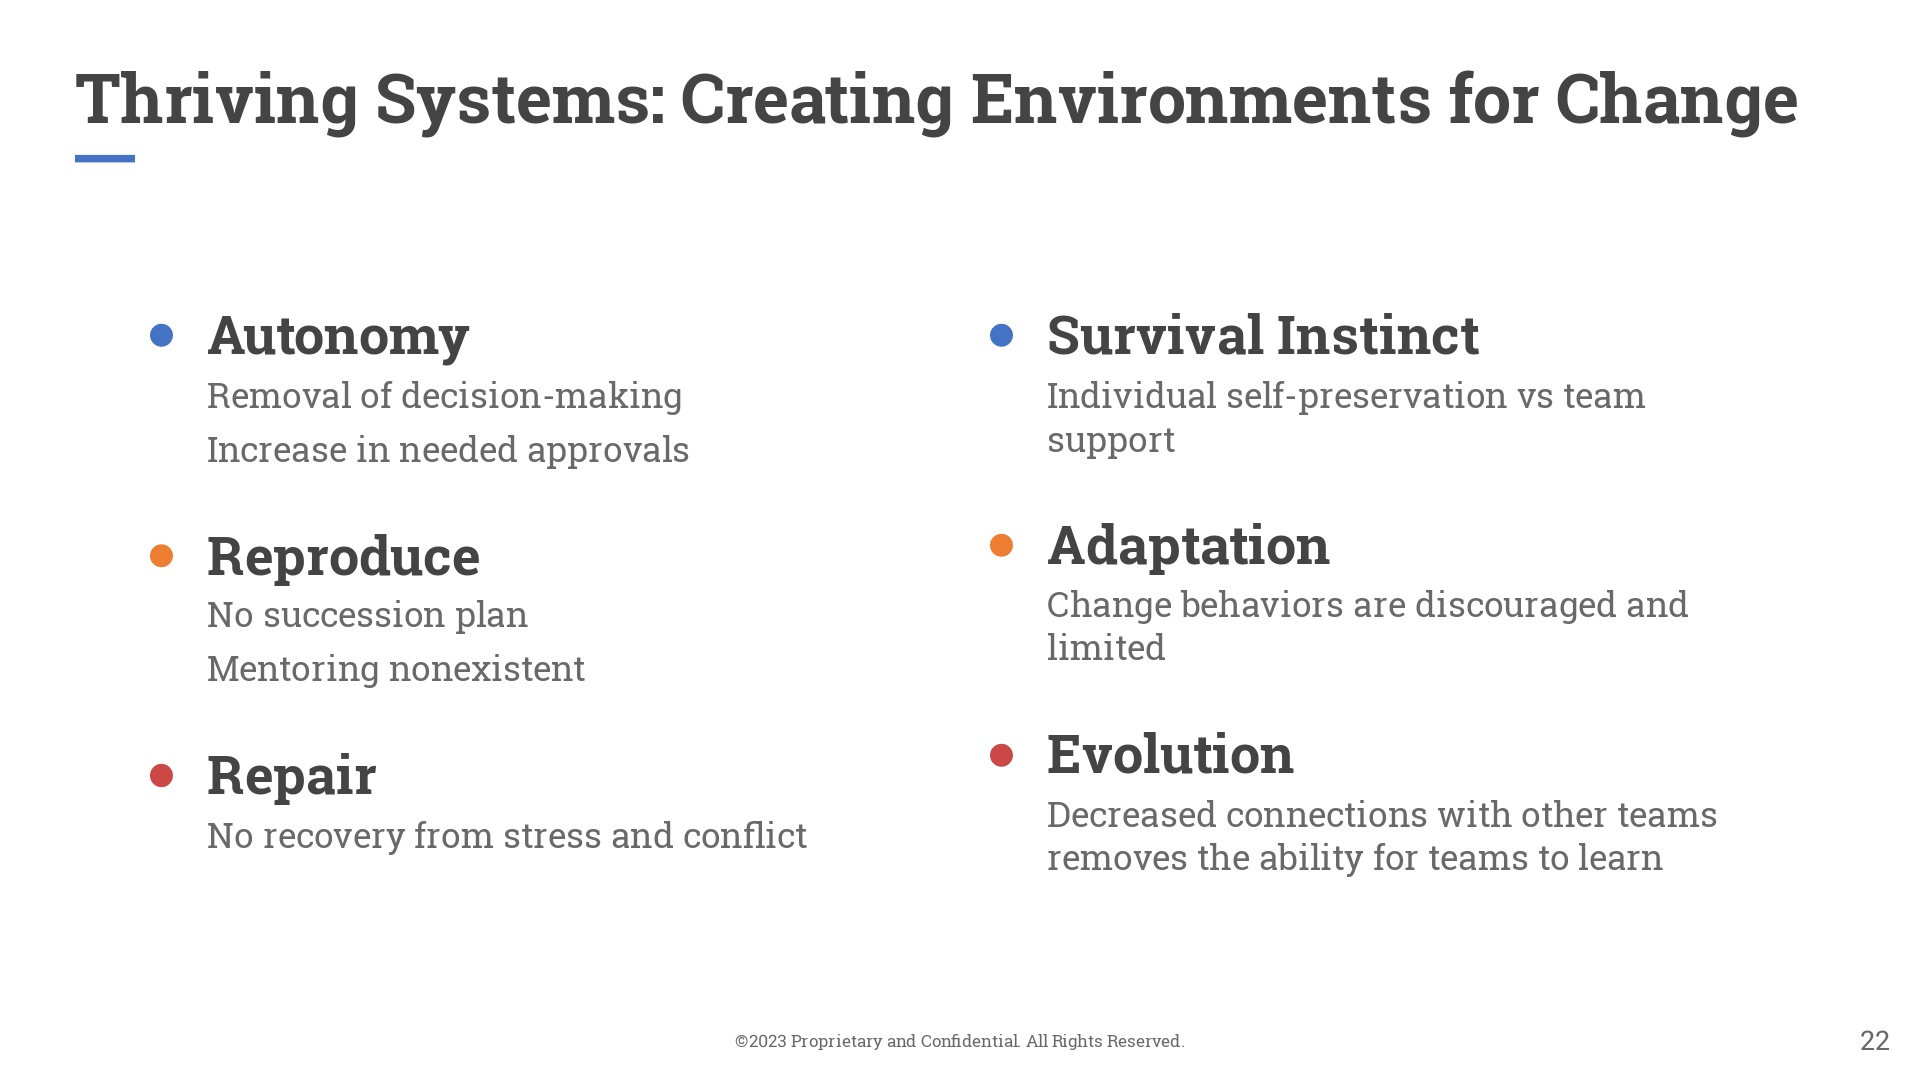 Thriving Systems: Creating Environments for Change
Autonomy
Removal of decision-making
Increase in needed approvals
Reproduce
No succession plan
Mentoring nonexistent
Repair
No recovery from stress and conflict
Survival Instinct
Individual self-preservation vs team
support
Adaptation
Change behaviors are discouraged and
limited
Evolution
Decreased connections with other teams
removes the ability for teams to learn
©2023 Proprietary and Confidential. All Rights Reserved.
22